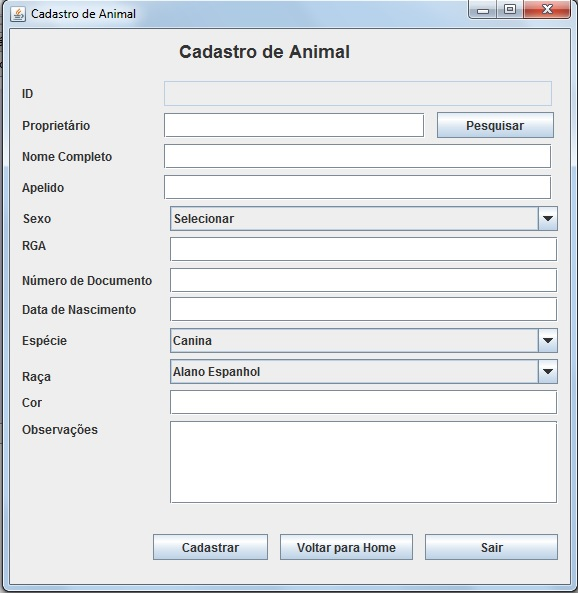 Cadastro de Animal
Cadastro de Animal
ID
Proprietário
Pesquisar
Nome Completo
Apelido
Sexo
Selecionar
RGA
Número de Documento
Data de Nascimento
Espécie
Canina
Raça
Alano Espanhol
Cor
Observações
Cadastrar
Voltar para Home
Sair